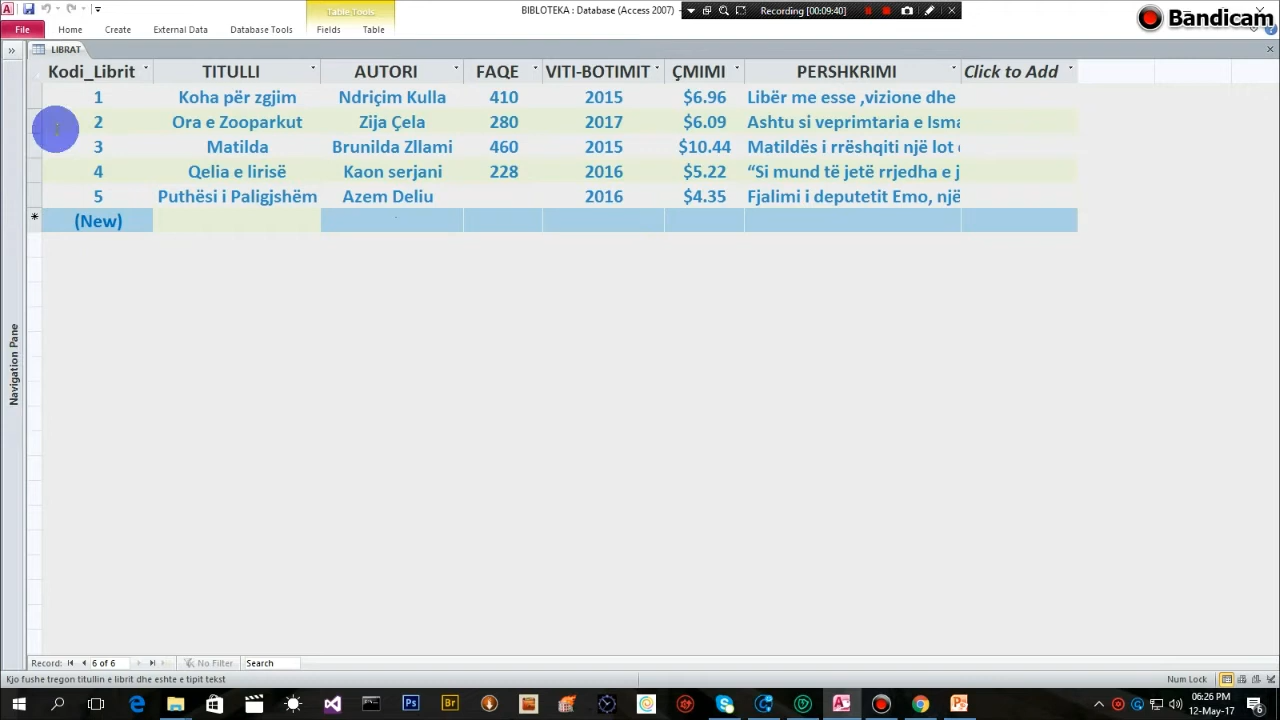 Table Tools
BIBLOTEKA : Database (Access 2007) -
Recording [00:09:40]
Bandicam
File Home Create External Data Database Tools Fields Table
LIBRAT
Kodi_Librit TITULLI AUTORI FAQE VITI-BOTIMIT ÇMIMI PERSHKRIMI Click to Add
1 Koha për zgjim Ndriçim Kulla 410 2015 $6.96 Libër me esse ,vizione dhe
2 Ora e Zooparkut Zija Çela 280 2017 $6.09 Ashtu si veprimtaria e Isma
3 Matilda Brunilda Zllami 460 2015 $10.44 Matildës i rrëshqiti një lot
4 Qelia e lirisë Kaon serjani 228 2016 $5.22 “Si mund të jetë rrjedha e j
5 Puthësi i Paligjshëm Azem Deliu 2016 $4.35 Fjalimi i deputetit Emo, një
* (New)
Navigation Pane
Record: 6 of 6 No Filter Search
Kjo fushe tregon titullin e librit dhe eshte e tipit tekst
Num Lock
06:26 PM
12-May-17
6